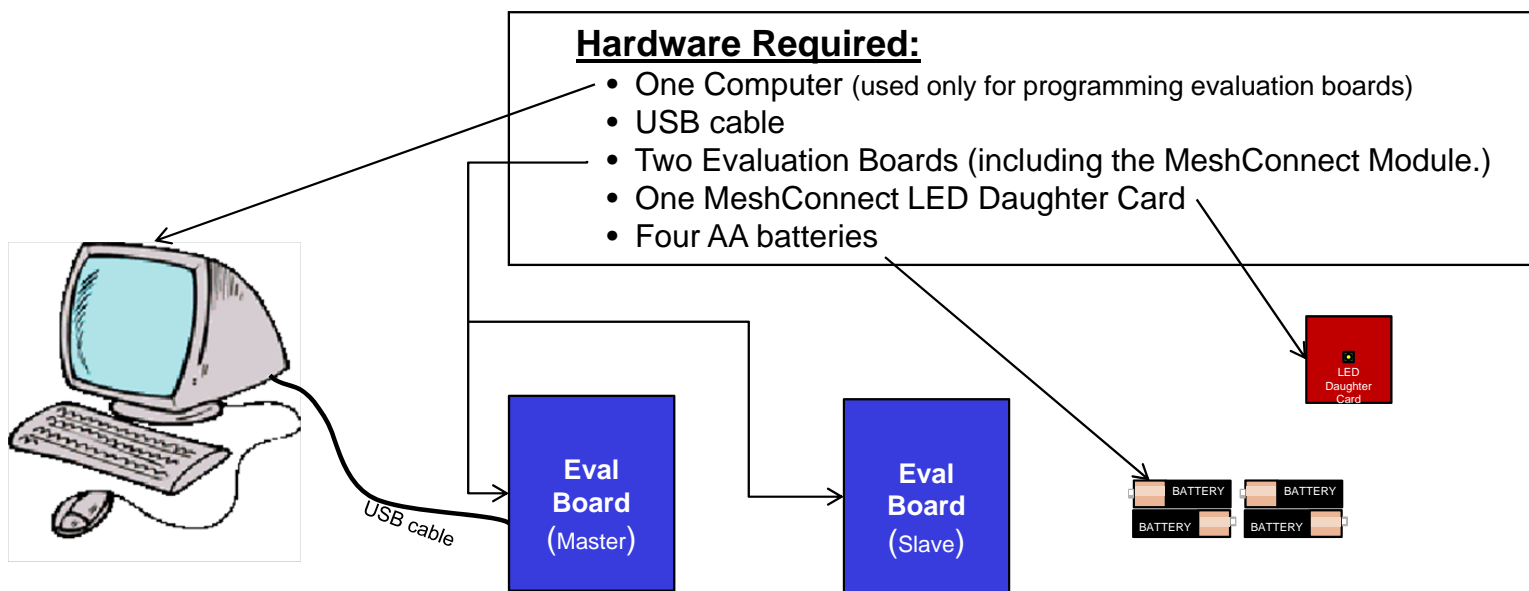 Hardware Required:
• One Computer (used only for programming evaluation boards)
• USB cable
• Two Evaluation Boards (including the MeshConnect Module.)
• One MeshConnect LED Daughter Card
• Four AA batteries
LED
Daughter
Card
Eval
Board
(Master)
Eval
Board
(Slave)
USB cable
BATTERY
BATTERY
BATTERY
BATTERY